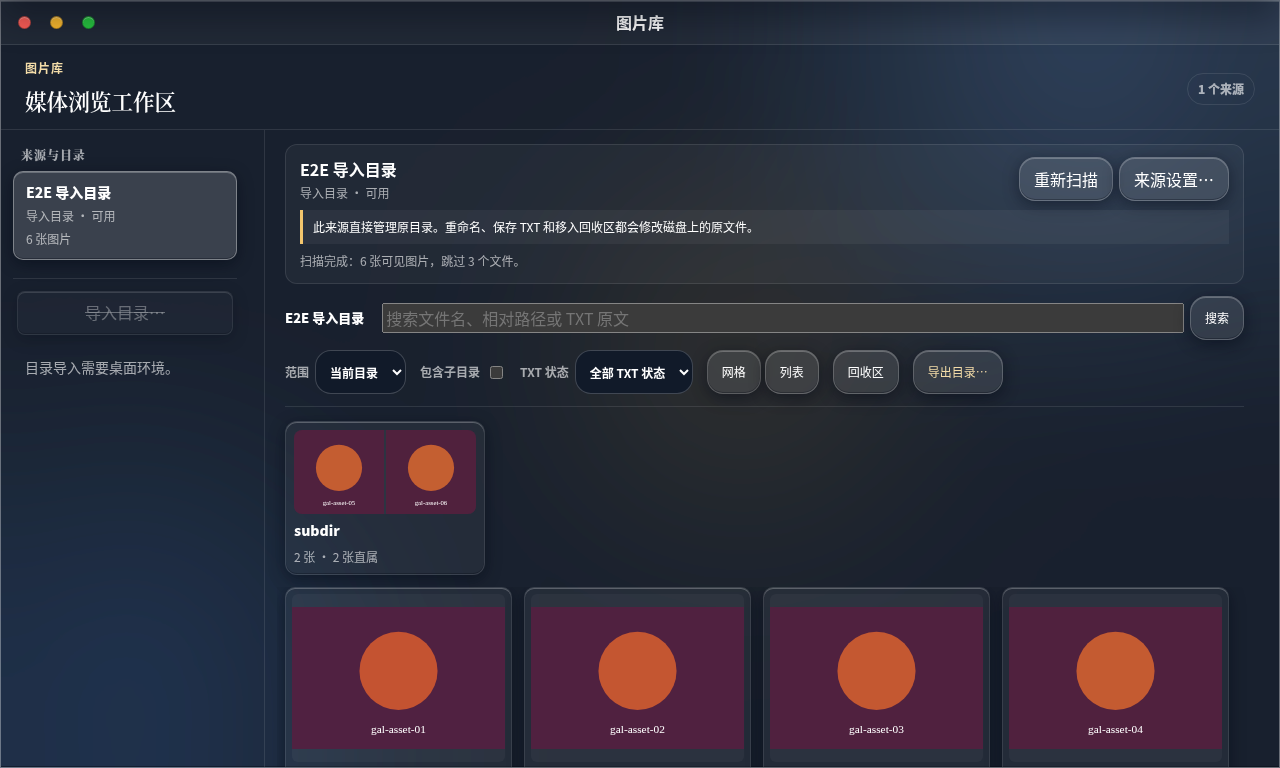 图片库
图片库
媒体浏览工作区
1 个来源
来源与目录
E2E 导入目录
导入目录 • 可用
6 张图片
导入目录⋯
目录导入需要桌面环境。
E2E 导入目录
导入目录 • 可用
重新扫描
来源设置⋯
此来源直接管理原目录。重命名、保存 TXT 和移入回收区都会修改磁盘上的原文件。
扫描完成：6 张可见图片，跳过 3 个文件。
E2E 导入目录
搜索文件名、相对路径或 TXT 原文
搜索
范围 当前目录 包含子目录 TXT 状态 全部 TXT 状态 网格 列表 回收区 导出目录⋯
gal-asset-05 gal-asset-06
subdir
2 张 • 2 张直属
gal-asset-01 gal-asset-02 gal-asset-03 gal-asset-04